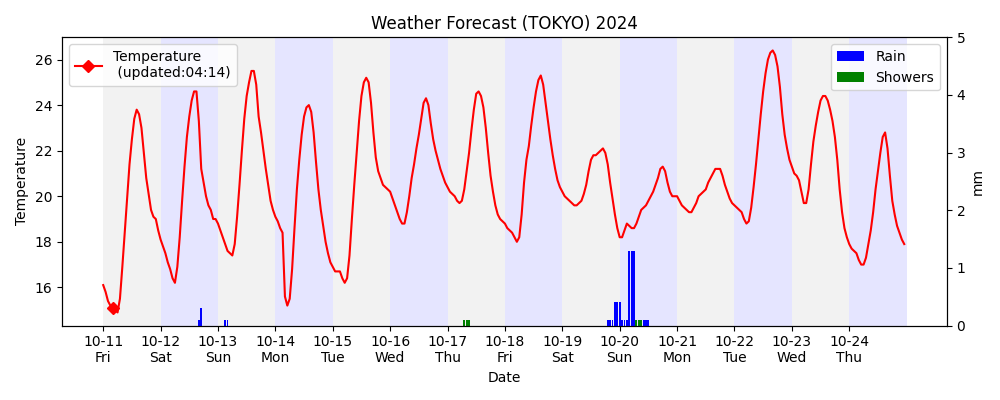 Weather Forecast (TOKYO) 2024
Temperature
(updated:04:14)
Rain
Showers
Temperature
26
24
22
20
18
16
5
4
3
2
1
0
mm
10-11 10-12 10-13 10-14 10-15 10-16 10-17 10-18 10-19 10-20 10-21 10-22 10-23 10-24
Fri Sat Sun Mon Tue Wed Thu Fri Sat Sun Mon Tue Wed Thu
Date